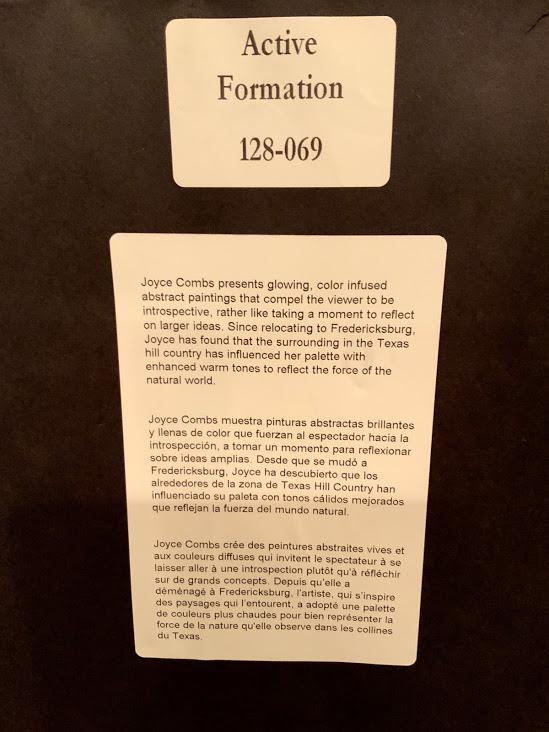 Active
Formation
128-069
Joyce Combs presents glowing, color infused
abstract paintings that compel the viewer to be
introspective, rather like taking a moment to reflect
on larger ideas. Since relocating to Fredericksburg,
Joyce has found that the surrounding in the Texas
hill country has influenced her palette with
enhanced warm tones to reflect the force of the
natural world.
Joyce Combs muestra pinturas abstractas brillantes
y llenas de color que fuerzan al espectador hacia la
introspección, a tomar un momento para reflexionar
sobre ideas amplias. Desde que se mudó a
Fredericksburg, Joyce ha descubierto que los
alrededores de la zona de Texas Hill Country han
influenciado su paleta con tonos cálidos mejorados
que reflejan la fuerza del mundo natural.
Joyce Combs crée des peintures abstraites vives et
aux couleurs diffuses qui invitent le spectateur à se
laisser aller à une introspection plutôt qu'à réfléchir
sur de grands concepts. Depuis qu'elle a
déménagé à Fredericksburg, l'artiste, qui s'inspire
des paysages qui l'entourent, a adopté une palette
de couleurs plus chaudes pour bien représenter la
force de la nature qu'elle observe dans les collines
du Texas.